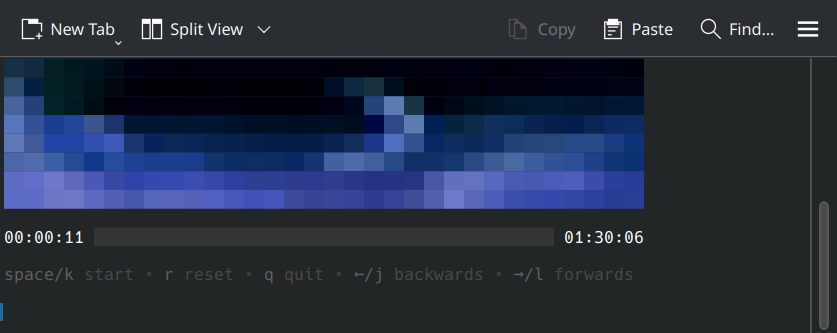 New Tab Split View Copy Paste Find...
00:00:11 01:30:06
space/k start • r reset • q quit • ←/j backwards • →/l forwards